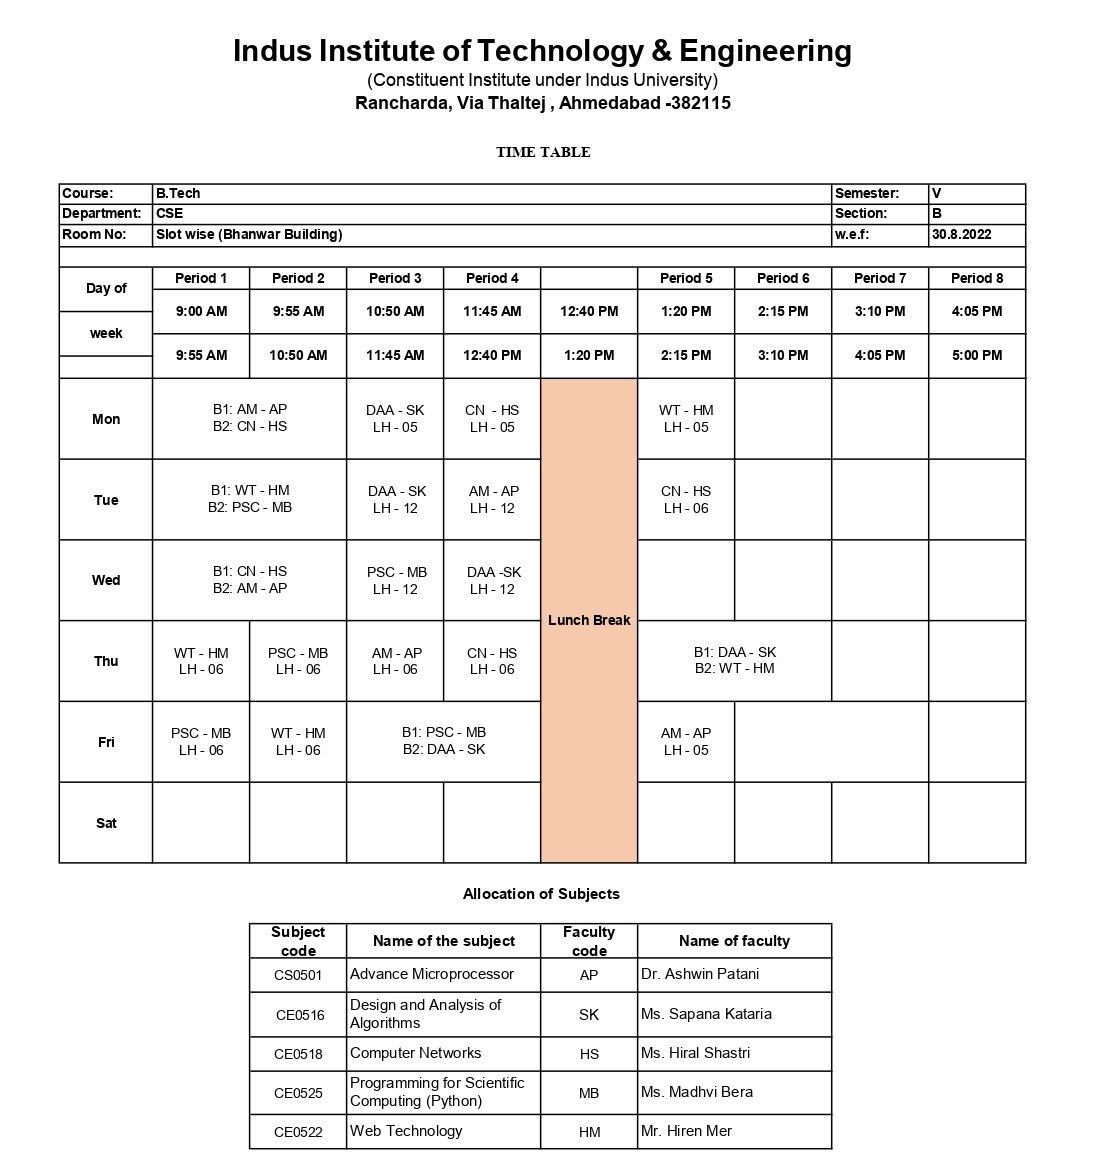 Indus Institute of Technology & Engineering
(Constituent Institute under Indus University)
Rancharda, Via Thaltej , Ahmedabad -382115
TIME TABLE
Course: B.Tech Semester: V
Department: CSE Section: B
Room No: Slot wise (Bhanwar Building) w.e.f: 30.8.2022
Day of Period 1 Period 2 Period 3 Period 4 Period 5 Period 6 Period 7 Period 8
week 9:00 AM 9:55 AM 10:50 AM 11:45 AM 12:40 PM 1:20 PM 2:15 PM 3:10 PM 4:05 PM
9:55 AM 10:50 AM 11:45 AM 12:40 PM 1:20 PM 2:15 PM 3:10 PM 4:05 PM 5:00 PM
Mon
B1: AM - AP DAA - SK CN - HS WT - HM
B2: CN - HS LH - 05 LH - 05 LH - 05
Tue
B1: WT - HM DAA - SK AM - AP CN - HS
B2: PSC - MB LH - 12 LH - 12 LH - 06
Wed
B1: CN - HS PSC - MB DAA -SK
B2: AM - AP LH - 12 LH - 12
Lunch Break
Thu
WT - HM PSC - MB AM - AP CN - HS B1: DAA - SK
LH - 06 LH - 06 LH - 06 LH - 06 B2: WT - HM
Fri
PSC - MB WT - HM B1: PSC - MB AM - AP
LH - 06 LH - 06 B2: DAA - SK LH - 05
Sat
Allocation of Subjects
Subject code Name of the subject Faculty code Name of faculty
CS0501 Advance Microprocessor AP Dr. Ashwin Patani
CE0516 Design and Analysis of Algorithms SK Ms. Sapana Kataria
CE0518 Computer Networks HS Ms. Hiral Shastri
CE0525 Programming for Scientific Computing (Python) MB Ms. Madhvi Bera
CE0522 Web Technology HM Mr. Hiren Mer